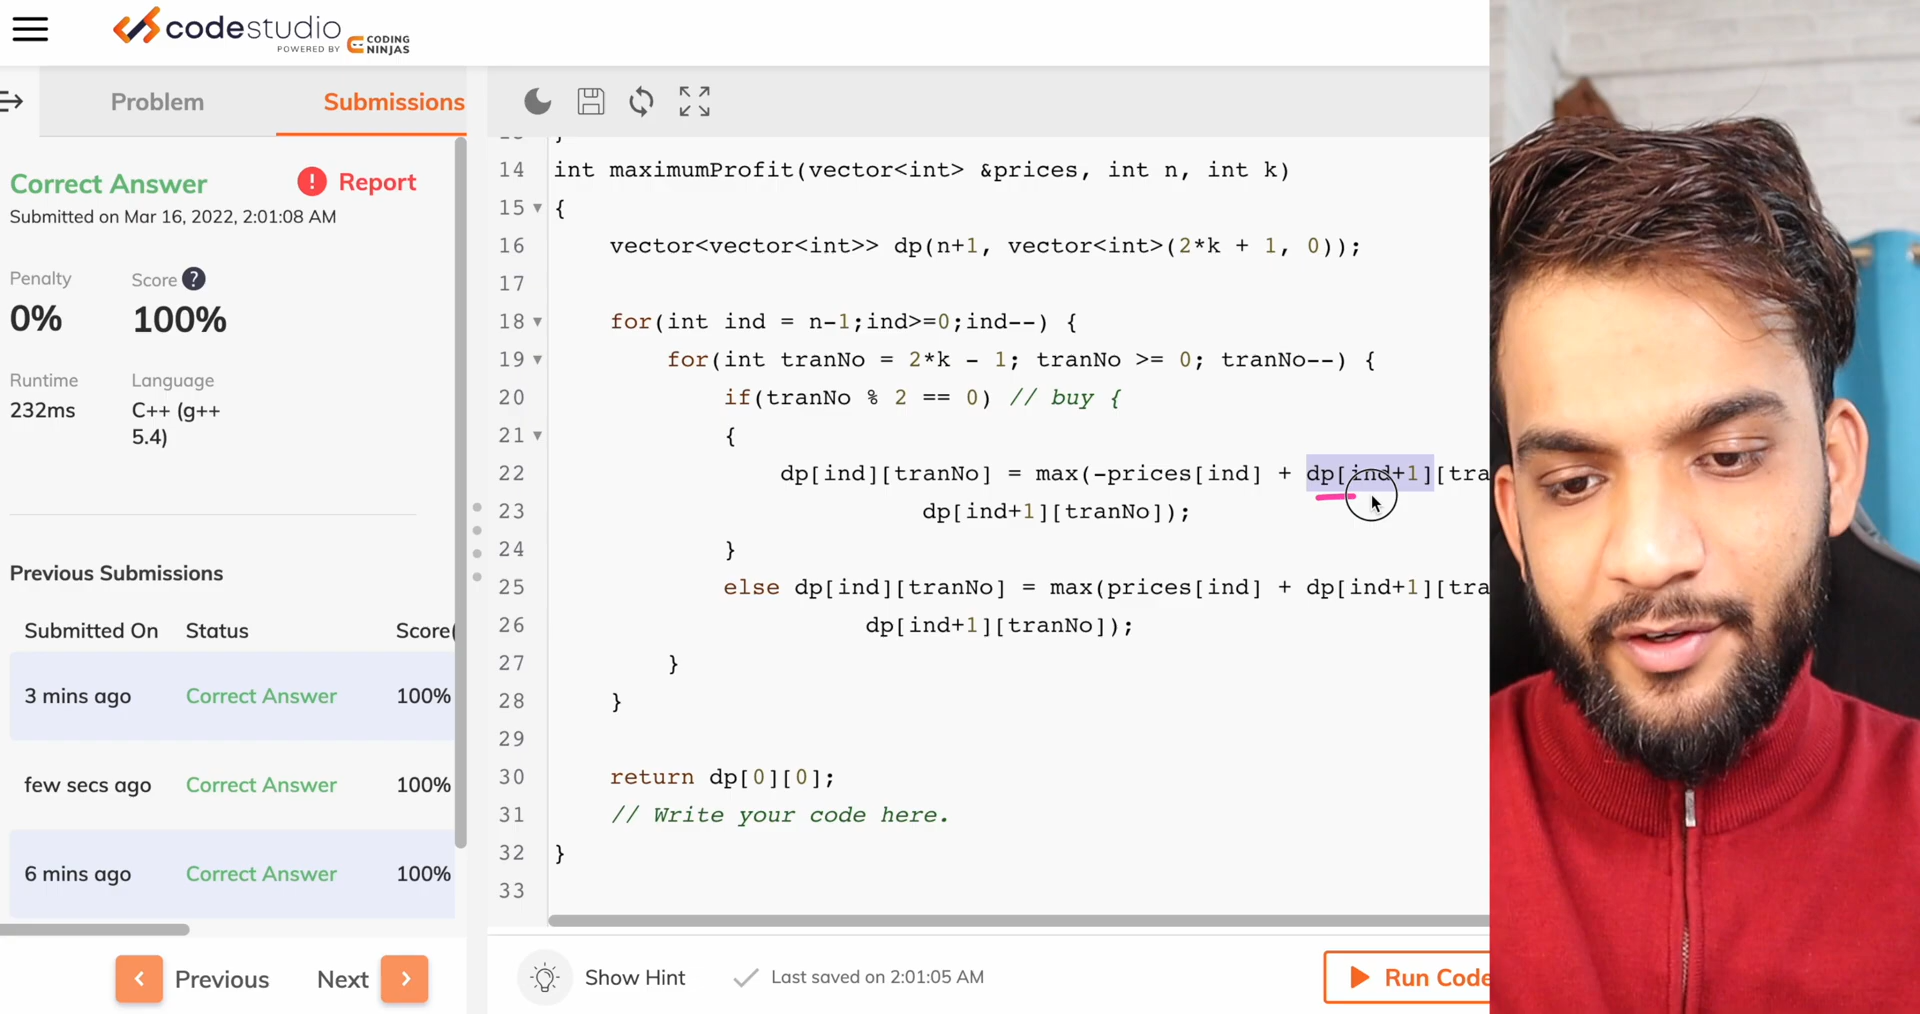 codestudio
POWERED BY CODING NINJAS
Problem
Submissions
Correct Answer
Report
Submitted on Mar 16, 2022, 2:01:08 AM
Penalty
Score ?
0%
100%
Runtime
Language
232ms
C++ (g++
5.4)
Previous Submissions
Submitted On
Status
Score(
3 mins ago
Correct Answer
100%
few secs ago
Correct Answer
100%
6 mins ago
Correct Answer
100%
Previous
Next
14 int maximumProfit(vector<int> &prices, int n, int k)
15 {
16 vector<vector<int>> dp(n+1, vector<int>(2*k + 1, 0));
17
18 for(int ind = n-1;ind>=0;ind--) {
19 for(int tranNo = 2*k - 1; tranNo >= 0; tranNo--) {
20 if(tranNo % 2 == 0) // buy {
21 {
22 dp[ind][tranNo] = max(-prices[ind] + dp[ind+1][tra
23 dp[ind+1][tranNo]);
24 }
25 else dp[ind][tranNo] = max(prices[ind] + dp[ind+1][tra
26 dp[ind+1][tranNo]);
27 }
28 }
29
30 return dp[0][0];
31 // Write your code here.
32 }
33
Show Hint
Last saved on 2:01:05 AM
Run Code